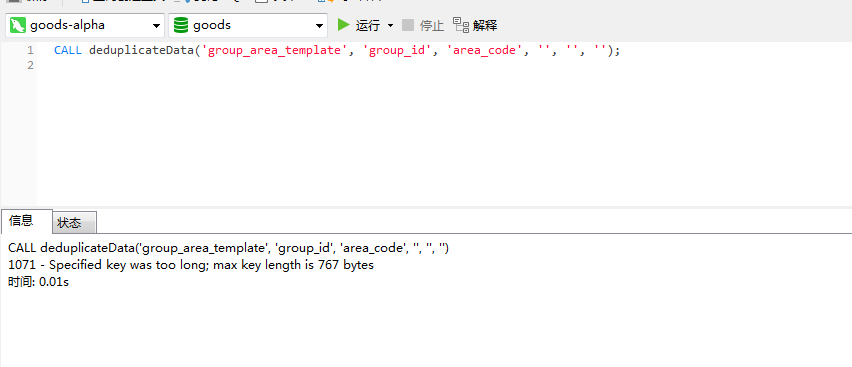 goods-alpha goods 运行 停止 解释
1 CALL deduplicateData('group_area_template', 'group_id', 'area_code', '', '', '');
2
信息 状态
CALL deduplicateData('group_area_template', 'group_id', 'area_code', '', '', '')
1071 - Specified key was too long; max key length is 767 bytes
时间: 0.01s